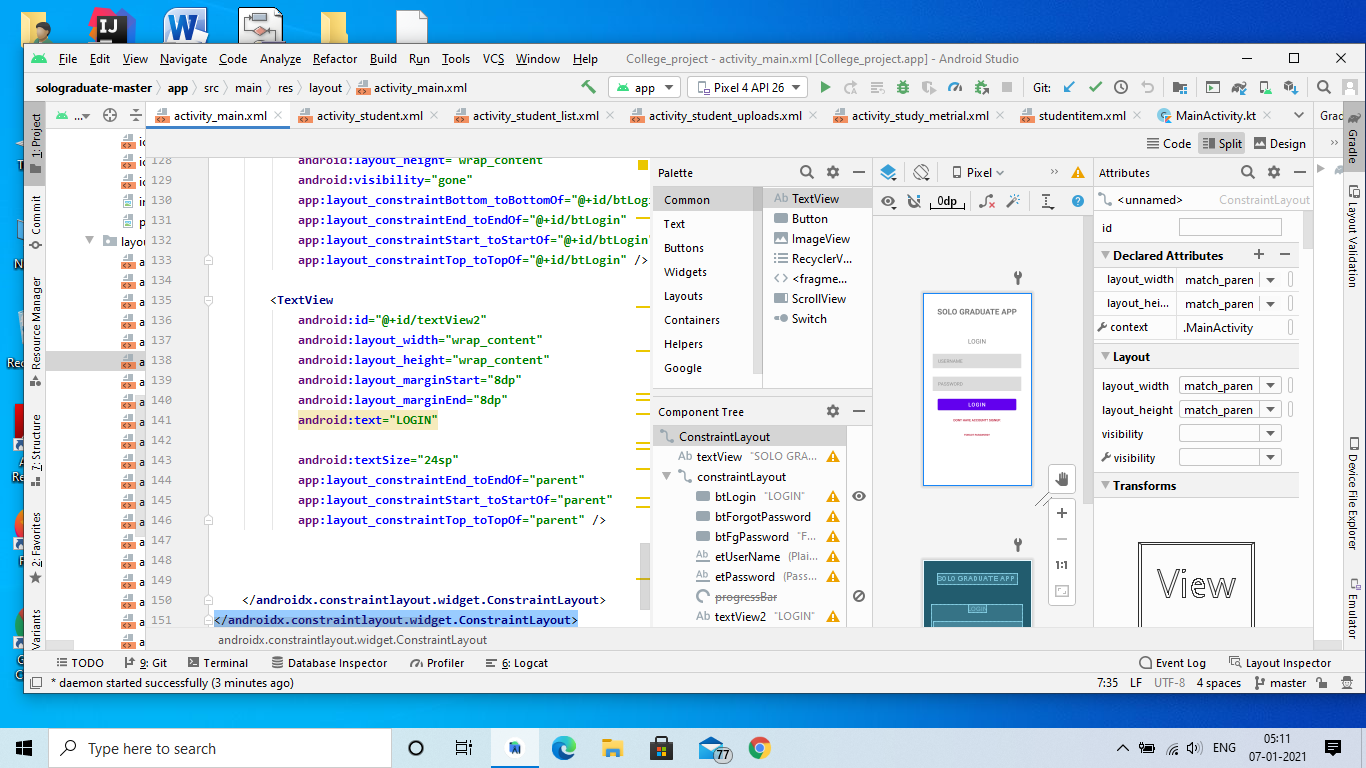 IJ
W
File Edit View Navigate Code Analyze Refactor Build Run Tools VCS Window Help College_project - activity_main.xml [College_project.app] - Android Studio
solograduate-master app src main res layout activity_main.xml app Pixel 4 API 26 Git:
activity_main.xml activity_student.xml activity_student_list.xml activity_student_uploads.xml activity_study_metrial.xml studentitem.xml MainActivity.kt Grad
Code Split Design
1: Project
Commit
Resource Manager
7: Structure
2: Favorites
Variants
layou
128 android:layout_height="wrap_content"
129 android:visibility="gone"
130 app:layout_constraintBottom_toBottomOf="@+id/btLogi
131 app:layout_constraintEnd_toEndOf="@+id/btLogin"
132 app:layout_constraintStart_toStartOf="@+id/btLogin"
133 app:layout_constraintTop_toTopOf="@+id/btLogin" />
134
135 <TextView
136 android:id="@+id/textView2"
137 android:layout_width="wrap_content"
138 android:layout_height="wrap_content"
139 android:layout_marginStart="8dp"
140 android:layout_marginEnd="8dp"
141 android:text="LOGIN"
142
143 android:textSize="24sp"
144 app:layout_constraintEnd_toEndOf="parent"
145 app:layout_constraintStart_toStartOf="parent"
146 app:layout_constraintTop_toTopOf="parent" />
147
148
149
150 </androidx.constraintlayout.widget.ConstraintLayout>
151 </androidx.constraintlayout.widget.ConstraintLayout>
androidx.constraintlayout.widget.ConstraintLayout
Palette
Common
Text
Buttons
Widgets
Layouts
Containers
Helpers
Google
Ab TextView
Button
ImageView
RecyclerV...
<fragme...
ScrollView
Switch
Component Tree
ConstraintLayout
Ab textView "SOLO GRA...
constraintLayout
btLogin "LOGIN"
btForgotPassword
btFgPassword "F...
Ab etUserName (Plai...
Ab etPassword (Pass...
progressBar
Ab textView2 "LOGIN"
Pixel
0dp
SOLO GRADUATE APP
LOGIN
USERNAME
PASSWORD
LOGIN
SOLO GRADUATE APP
LOGIN
1:1
Attributes
<unnamed> ConstraintLayout
id
Declared Attributes
layout_width match_paren
layout_hei... match_paren
context .MainActivity
Layout
layout_width match_paren
layout_height match_paren
visibility
visibility
Transforms
View
Gradle
Layout Validation
Device File Explorer
Emulator
TODO 9: Git Terminal Database Inspector Profiler 6: Logcat Event Log Layout Inspector
* daemon started successfully (3 minutes ago) 7:35 LF UTF-8 4 spaces master
Type here to search 77 ENG 05:11
07-01-2021